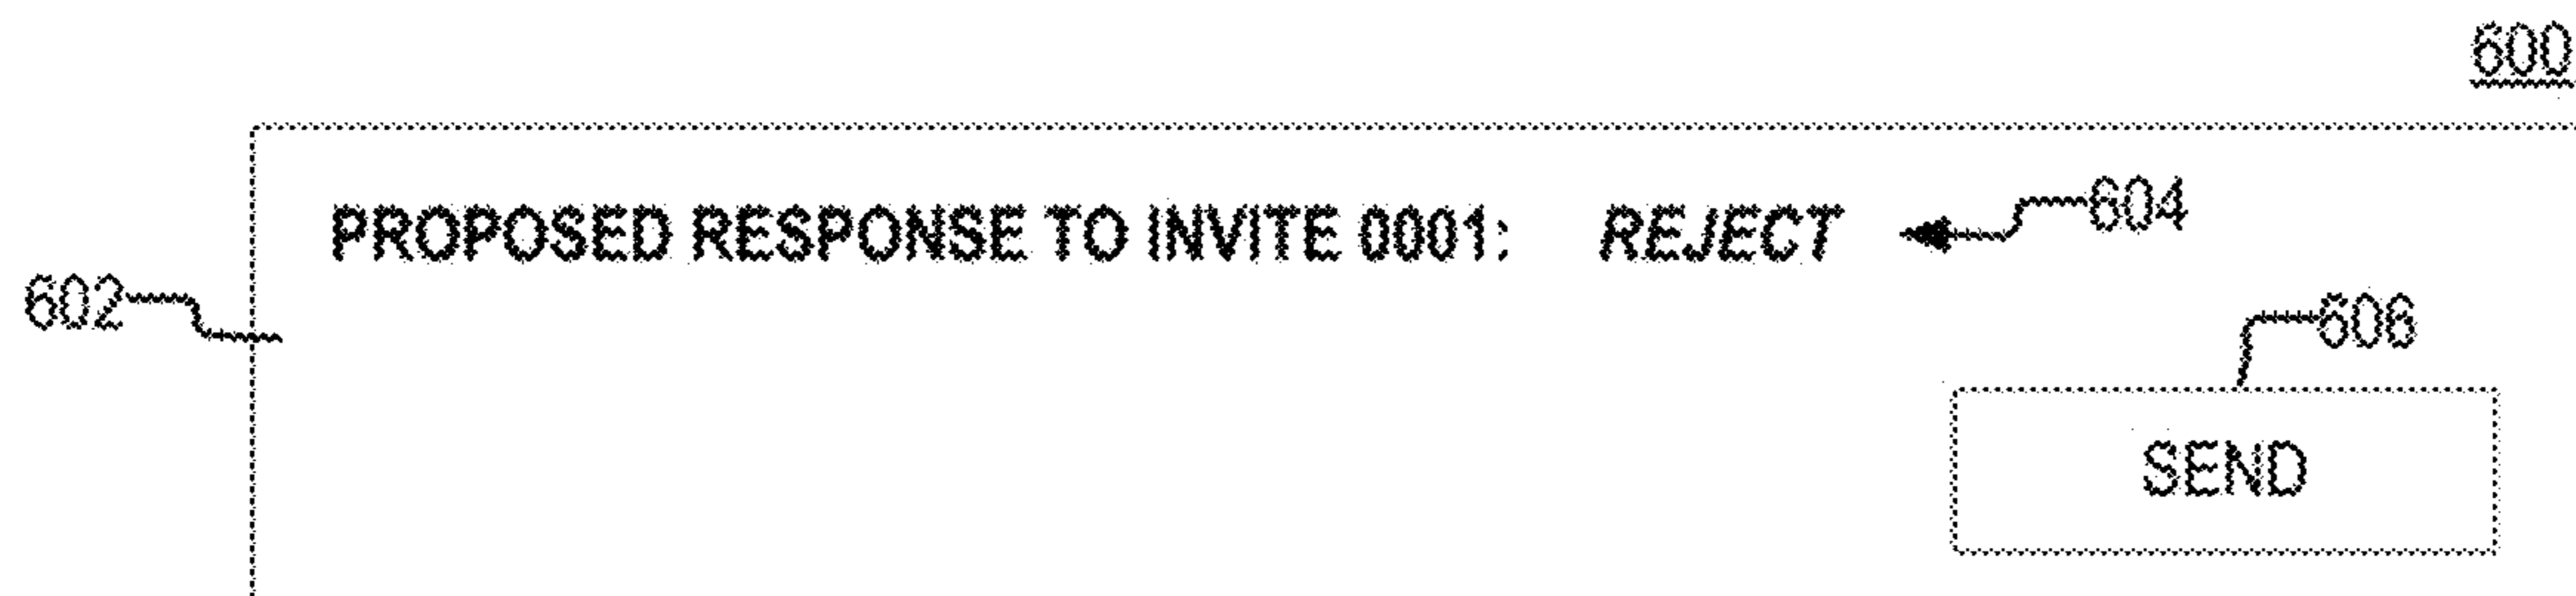 600
PROPOSED RESPONSE TO INVITE 0001: REJECT 604
602
606
SEND